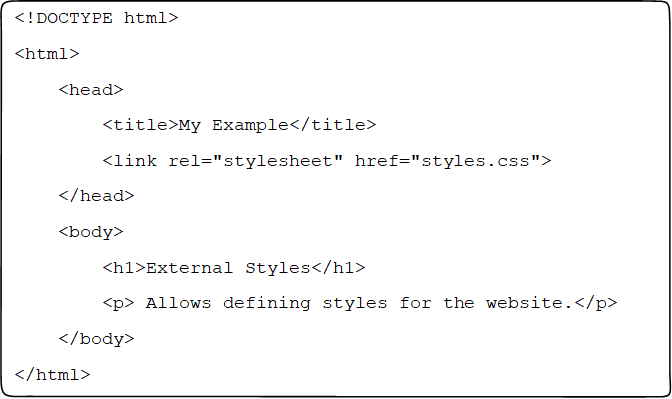 <!DOCTYPE html>
<html>
    <head>
        <title>My Example</title>
        <link rel="stylesheet" href="styles.css">
    </head>
    <body>
        <h1>External Styles</h1>
        <p> Allows defining styles for the website.</p>
    </body>
</html>